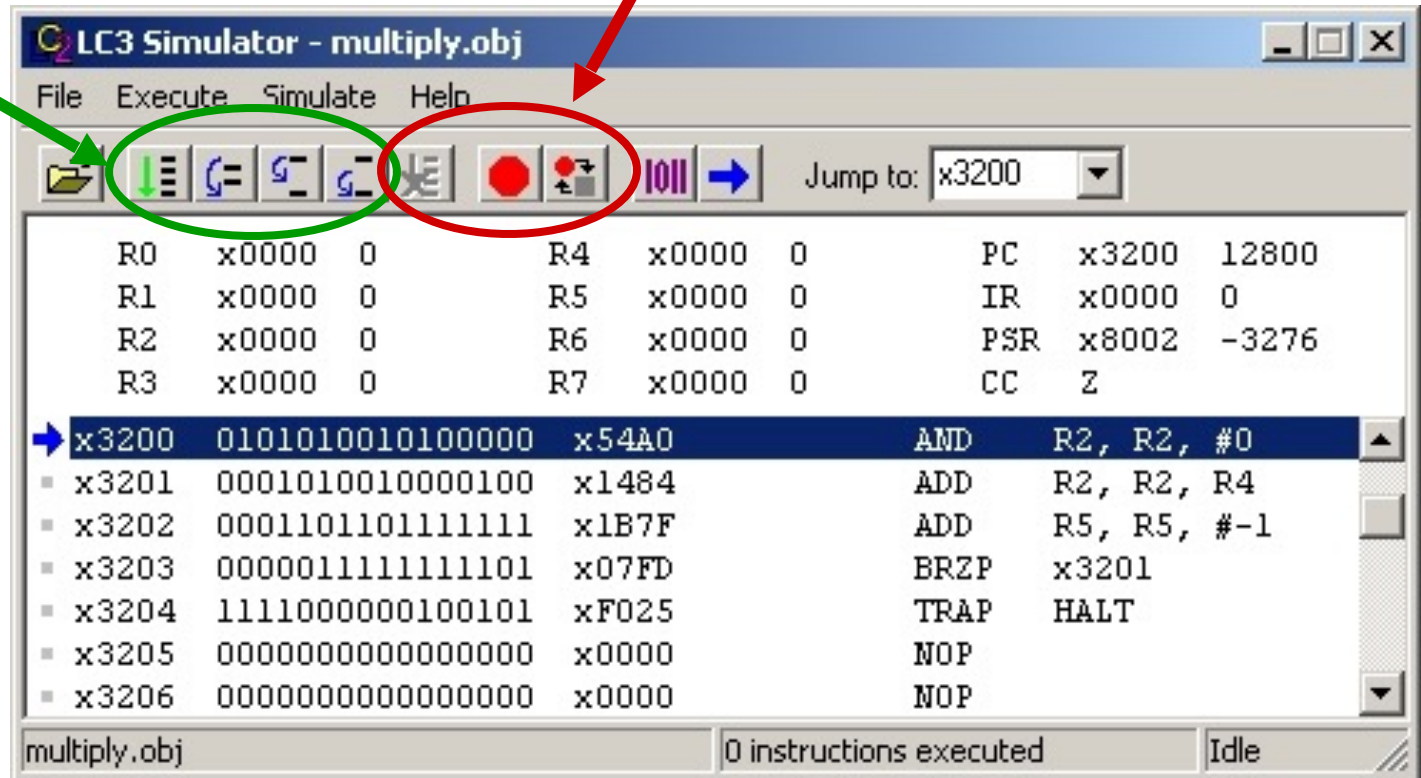 LC3 Simulator - multiply.obj
File Execute Simulate Help
Jump to: x3200
R0 x0000 0 R4 x0000 0 PC x3200 12800
R1 x0000 0 R5 x0000 0 IR x0000 0
R2 x0000 0 R6 x0000 0 PSR x8002 -3276
R3 x0000 0 R7 x0000 0 CC Z
x3200 0101010010100000 x54A0 AND R2, R2, #0
x3201 0001010010000100 x1484 ADD R2, R2, R4
x3202 0001101101111111 x1B7F ADD R5, R5, #-1
x3203 0000011111111101 x07FD BRZP x3201
x3204 1111000000100101 xF025 TRAP HALT
x3205 0000000000000000 x0000 NOP
x3206 0000000000000000 x0000 NOP
multiply.obj 0 instructions executed Idle